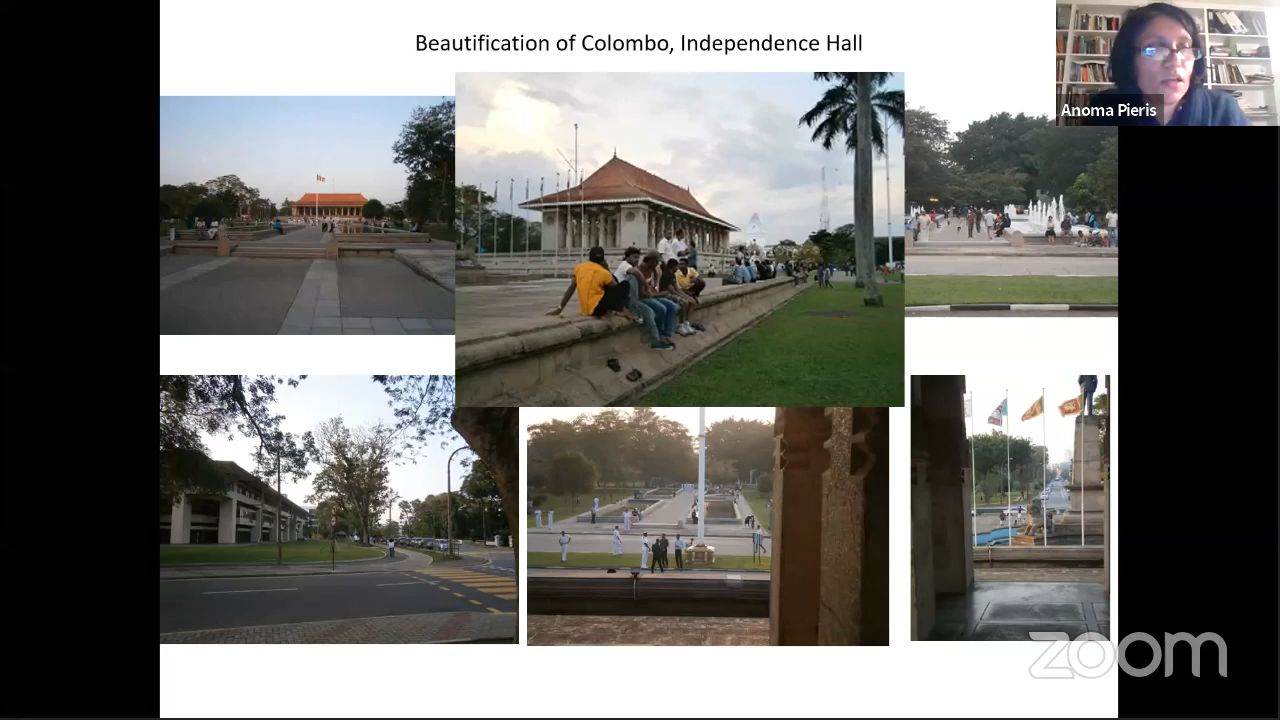 Beautification of Colombo, Independence Hall
Anoma Pieris
zoom